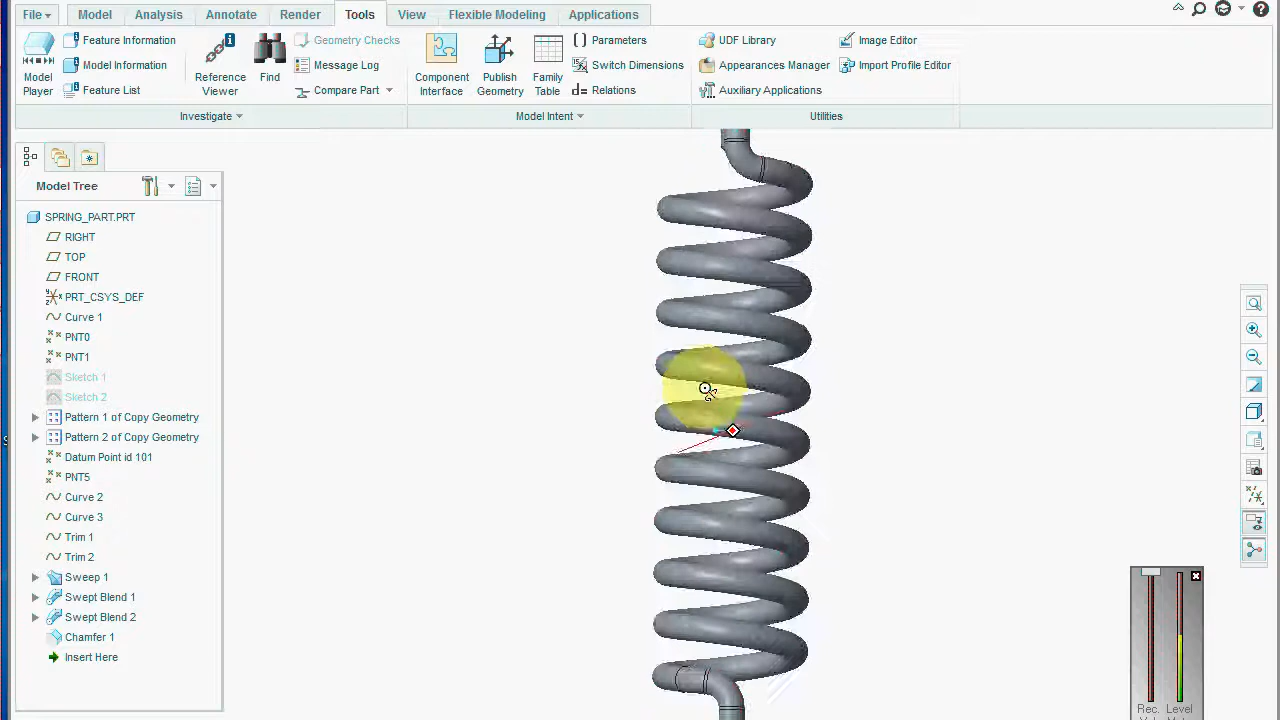 File Model Analysis Annotate Render Tools View Flexible Modeling Applications
Model Player
Feature Information
Model Information
Feature List
Reference Viewer
Find
Geometry Checks
Message Log
Compare Part
Component Interface
Publish Geometry
Family Table
Parameters
Switch Dimensions
d= Relations
UDF Library
Appearances Manager
Auxiliary Applications
Image Editor
Import Profile Editor
Investigate Model Intent Utilities
Model Tree
SPRING_PART.PRT
RIGHT
TOP
FRONT
PRT_CSYS_DEF
Curve 1
PNT0
PNT1
Sketch 1
Sketch 2
Pattern 1 of Copy Geometry
Pattern 2 of Copy Geometry
Datum Point id 101
PNT5
Curve 2
Curve 3
Trim 1
Trim 2
Sweep 1
Swept Blend 1
Swept Blend 2
Chamfer 1
Insert Here
Rec. Level